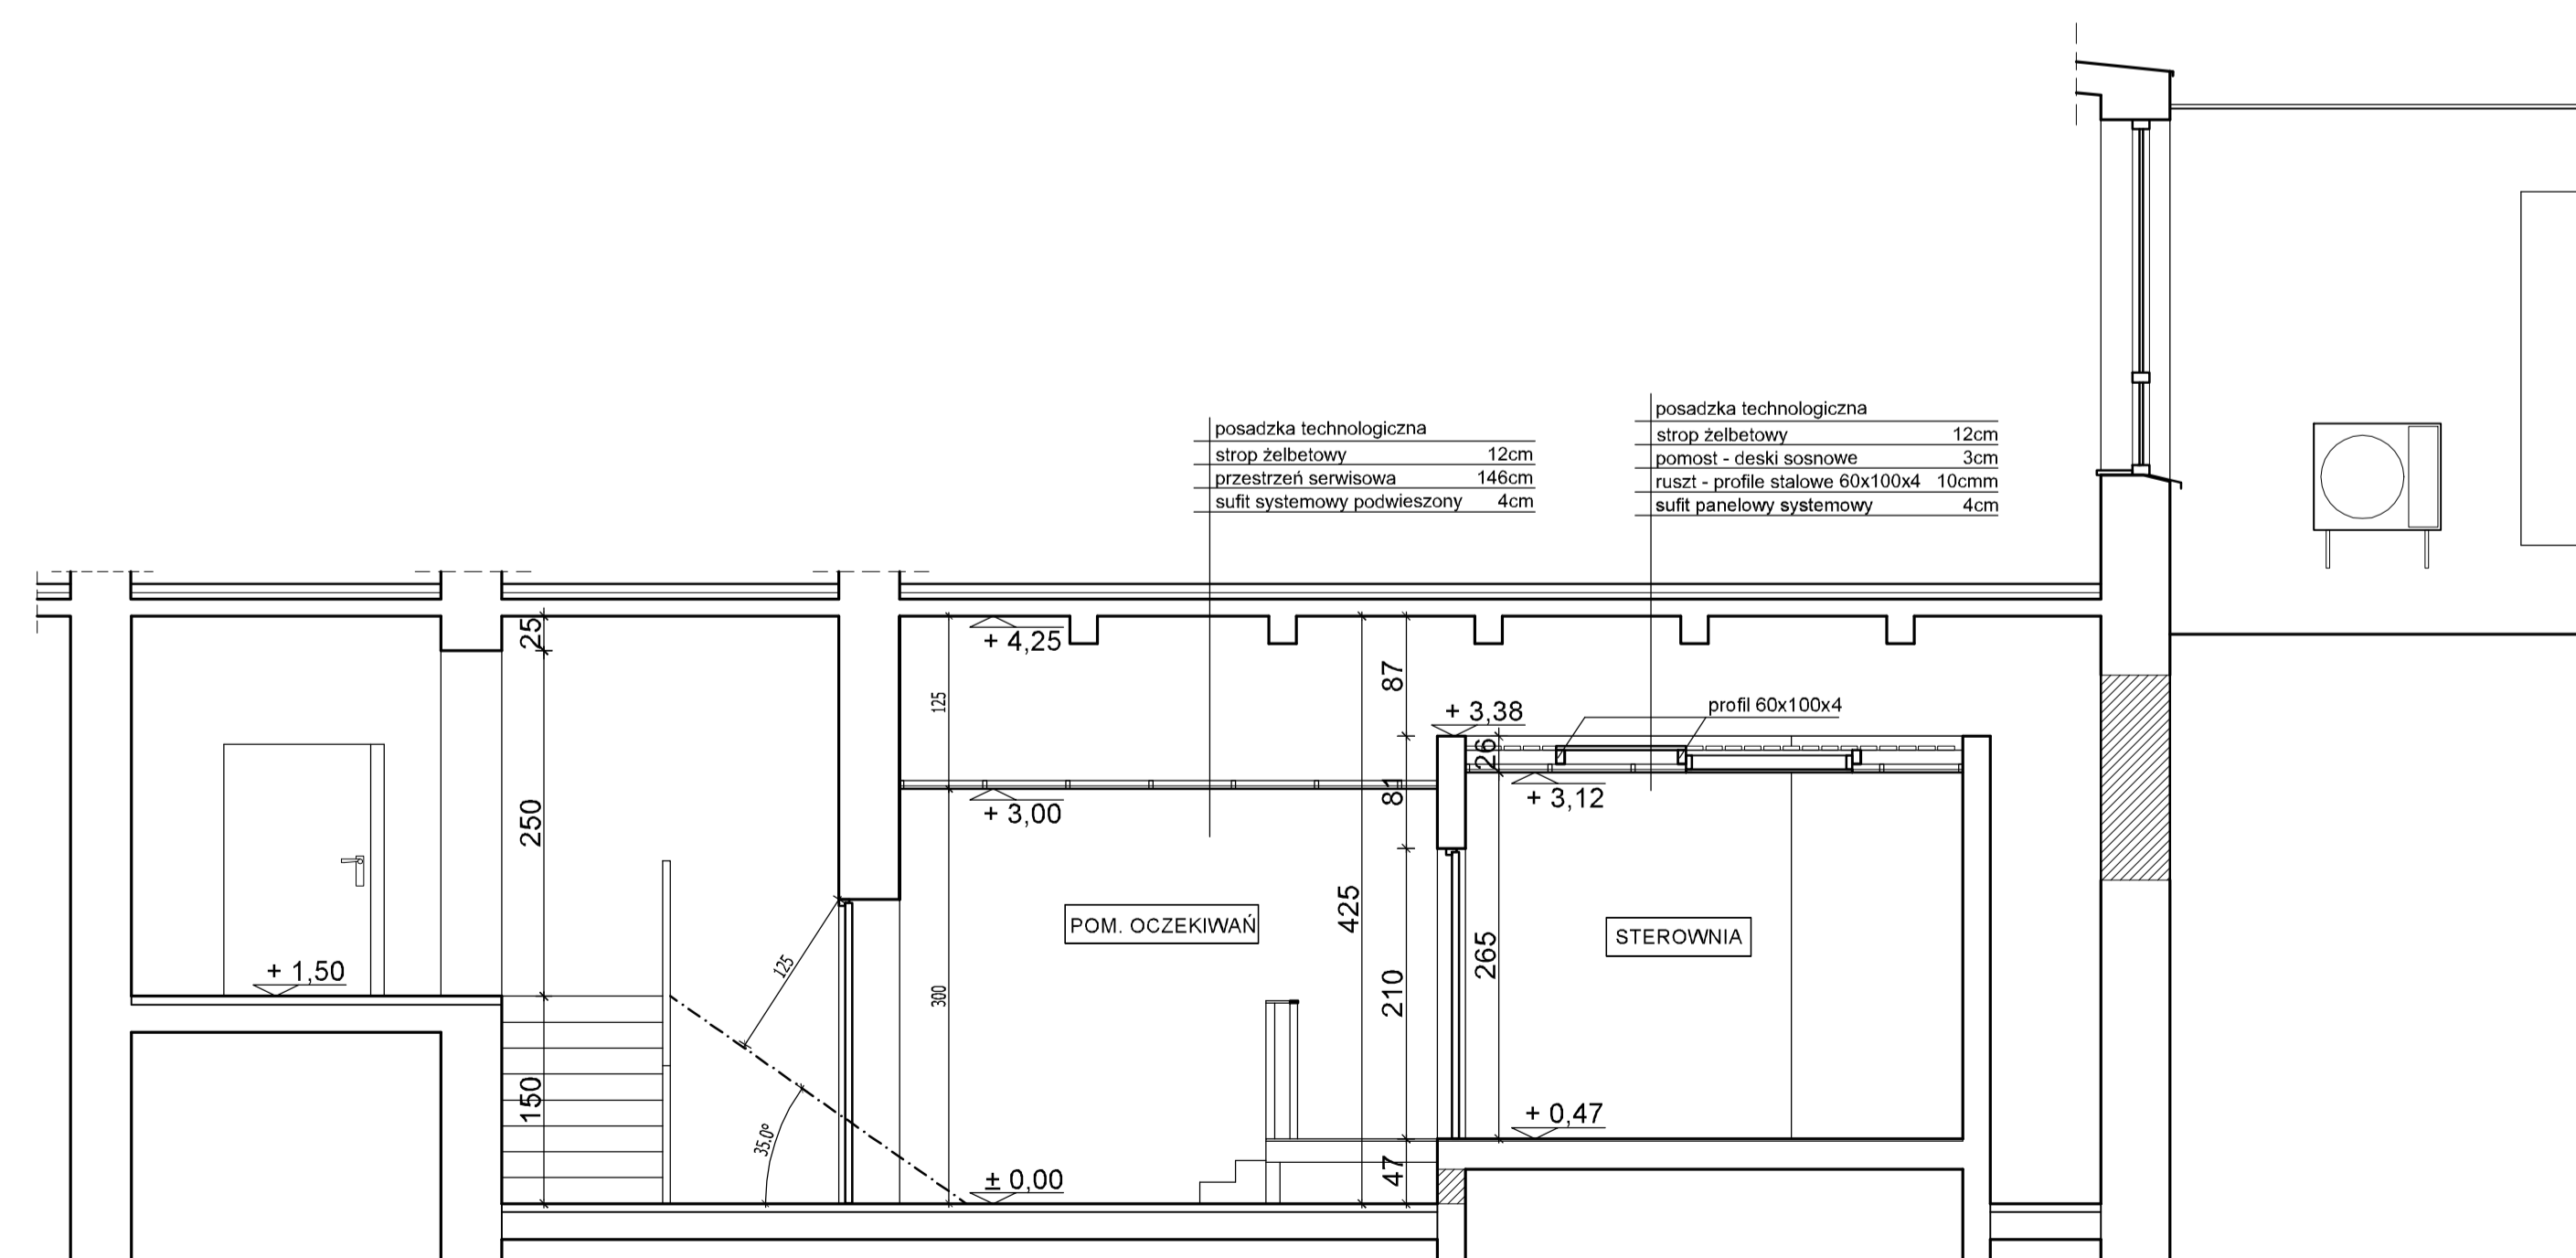 posadzka technologiczna
strop żelbetowy 12cm
przestrzeń serwisowa 146cm
sufit systemowy podwieszony 4cm
posadzka technologiczna
strop żelbetowy 12cm
pomost - deski sosnowe 3cm
ruszt - profile stalowe 60x100x4 10cmm
sufit panelowy systemowy 4cm
25
+ 4,25
87
125
+ 3,38
profil 60x100x4
26
81
+ 3,12
+ 3,00
250
425
POM. OCZEKIWAŃ
STEROWNIA
265
+ 1,50
125
300
210
150
35.0°
+ 0,47
47
± 0,00